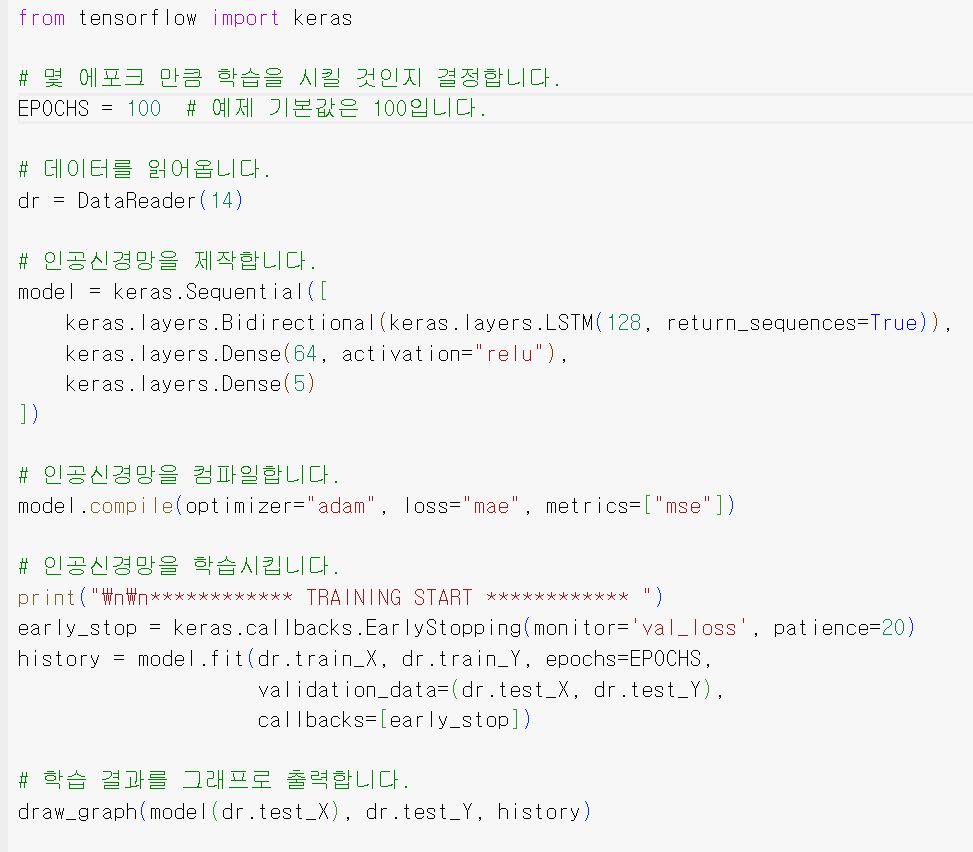 from tensorflow import keras
# 몇 에포크 만큼 학습을 시킬 것인지 결정합니다.
EPOCHS = 100  # 예제 기본값은 100입니다.
# 데이터를 읽어옵니다.
dr = DataReader(14)
# 인공신경망을 제작합니다.
model = keras.Sequential([
    keras.layers.Bidirectional(keras.layers.LSTM(128, return_sequences=True)),
    keras.layers.Dense(64, activation="relu"),
    keras.layers.Dense(5)
])
# 인공신경망을 컴파일합니다.
model.compile(optimizer="adam", loss="mae", metrics=["mse"])
# 인공신경망을 학습시킵니다.
print("₩n₩n************ TRAINING START ************ ")
early_stop = keras.callbacks.EarlyStopping(monitor='val_loss', patience=20)
history = model.fit(dr.train_X, dr.train_Y, epochs=EPOCHS,
                    validation_data=(dr.test_X, dr.test_Y),
                    callbacks=[early_stop])
# 학습 결과를 그래프로 출력합니다.
draw_graph(model(dr.test_X), dr.test_Y, history)